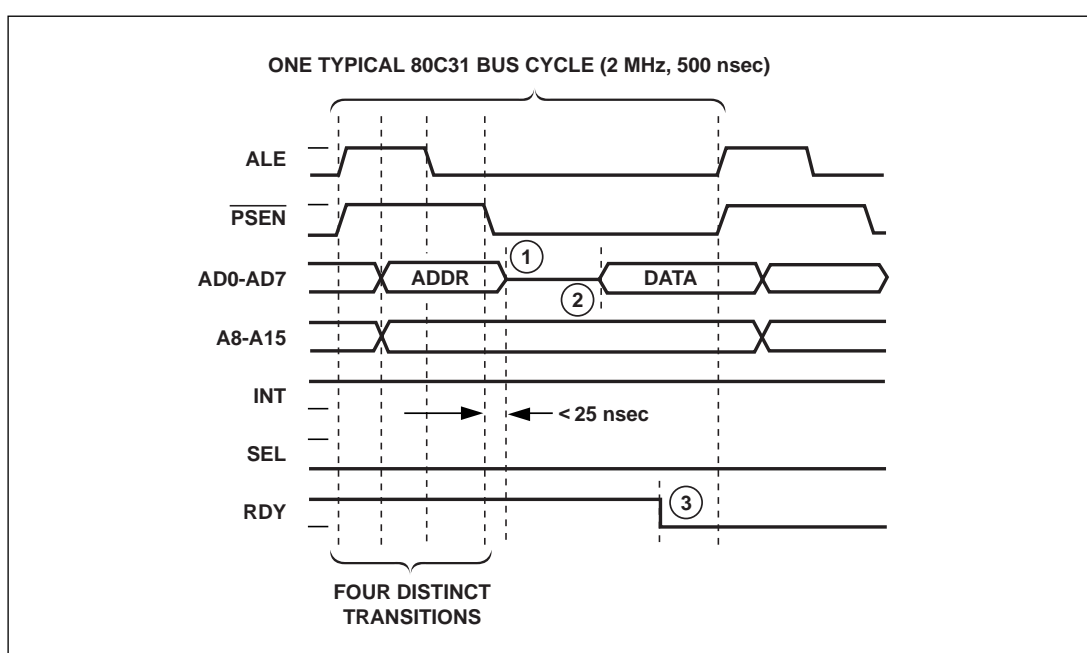 ONE TYPICAL 80C31 BUS CYCLE (2 MHz, 500 nsec)
ALE
PSEN
AD0-AD7
ADDR
1
2
DATA
A8-A15
INT
< 25 nsec
SEL
RDY
3
FOUR DISTINCT
TRANSITIONS